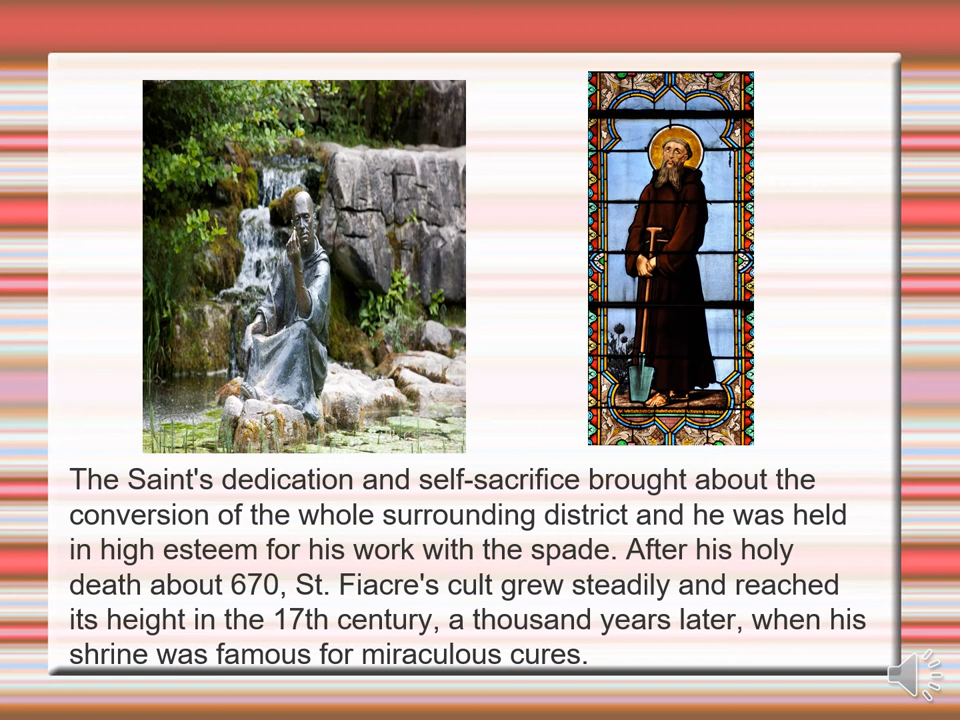 The Saint's dedication and self-sacrifice brought about the
conversion of the whole surrounding district and he was held
in high esteem for his work with the spade. After his holy
death about 670, St. Fiacre's cult grew steadily and reached
its height in the 17th century, a thousand years later, when his
shrine was famous for miraculous cures.